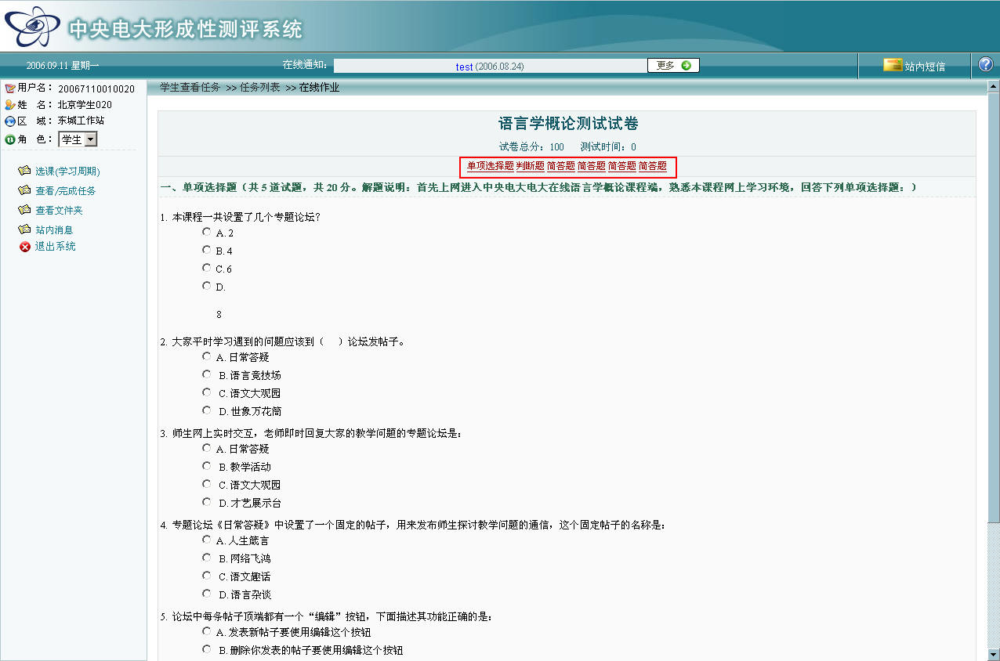 中央电大形成性测评系统
2006.09.11 星期一
在线通知：
test (2006.08.24)
更多
站内短信
用户名： 20067110010020
姓 名： 北京学生020
区 域： 东城工作站
角 色： 学生
选课(学习周期)
查看/完成任务
查看文件夹
站内消息
退出系统
学生查看任务 >> 任务列表 >> 在线作业
语言学概论测试试卷
试卷总分：100 测试时间：0
单项选择题 判断题 简答题 简答题 简答题 简答题
一、单项选择题（共 5 道试题，共 20 分。解题说明：首先上网进入中央电大电大在线语言学概论课程端，熟悉本课程网上学习环境，回答下列单项选择题：）
1. 本课程一共设置了几个专题论坛？
A. 2
B. 4
C. 6
D.
8
2. 大家平时学习遇到的问题应该到（ ）论坛发帖子。
A. 日常答疑
B. 语言竞技场
C. 语文大观园
D. 世象万花筒
3. 师生网上实时交互，老师即时回复大家的教学问题的专题论坛是：
A. 日常答疑
B. 教学活动
C. 语文大观园
D. 才艺展示台
4. 专题论坛《日常答疑》中设置了一个固定的帖子，用来发布师生探讨教学问题的通信，这个固定帖子的名称是：
A. 人生箴言
B. 网络飞鸿
C. 语文趣话
D. 语言杂谈
5. 论坛中每条帖子顶端都有一个“编辑”按钮，下面描述其功能正确的是：
A. 发表新帖子要使用编辑这个按钮
B. 删除你发表的帖子要使用编辑这个按钮